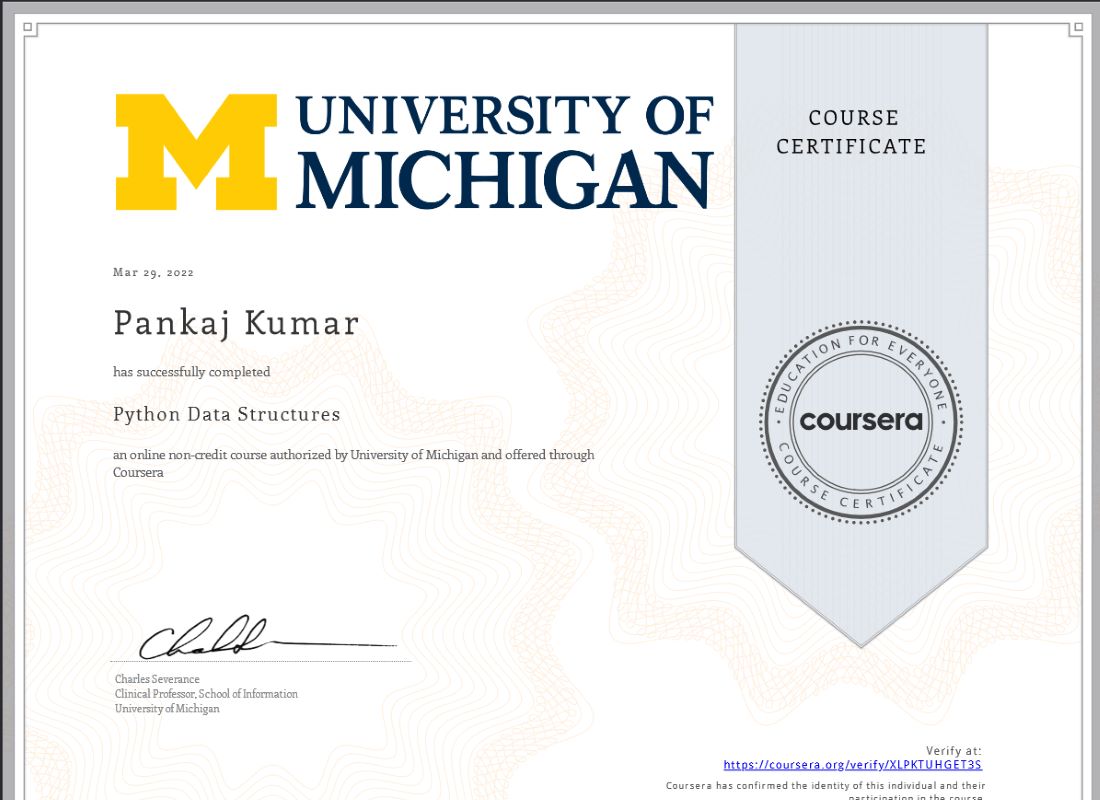 UNIVERSITY OF
MICHIGAN
COURSE
CERTIFICATE
Mar 29, 2022
Pankaj Kumar
has successfully completed
Python Data Structures
an online non-credit course authorized by University of Michigan and offered through
Coursera
EDUCATION FOR EVERYONE
coursera
COURSE CERTIFICATE
Charles Severance
Clinical Professor, School of Information
University of Michigan
Verify at:
https://coursera.org/verify/XLPKTUHGET3S
Coursera has confirmed the identity of this individual and their
participation in the course.